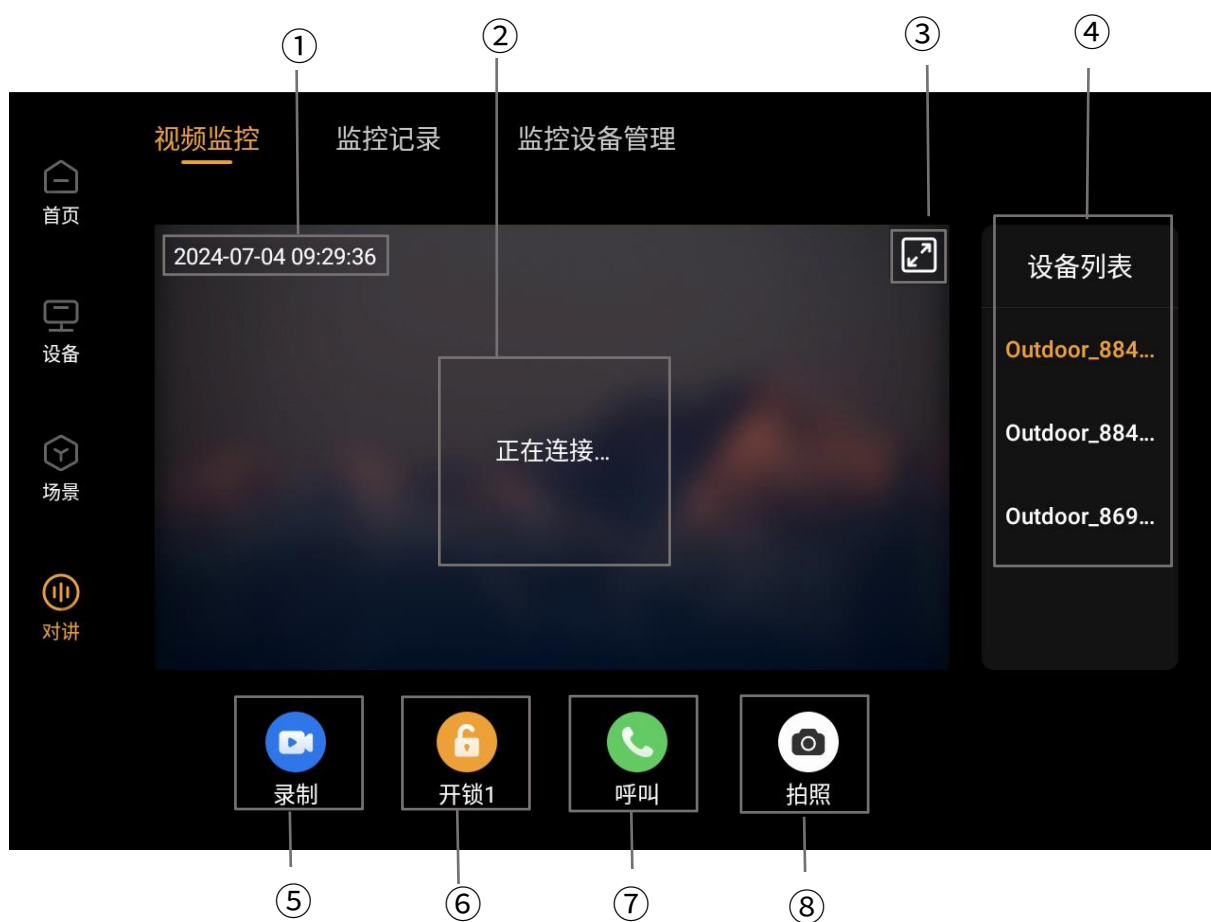 ① ② ③ ④
视频监控 监控记录 监控设备管理
首页
2024-07-04 09:29:36
设备列表
设备
Outdoor_884...
Outdoor_884...
正在连接...
场景
Outdoor_869...
对讲
录制 开锁1 呼叫 拍照
⑤ ⑥ ⑦ ⑧